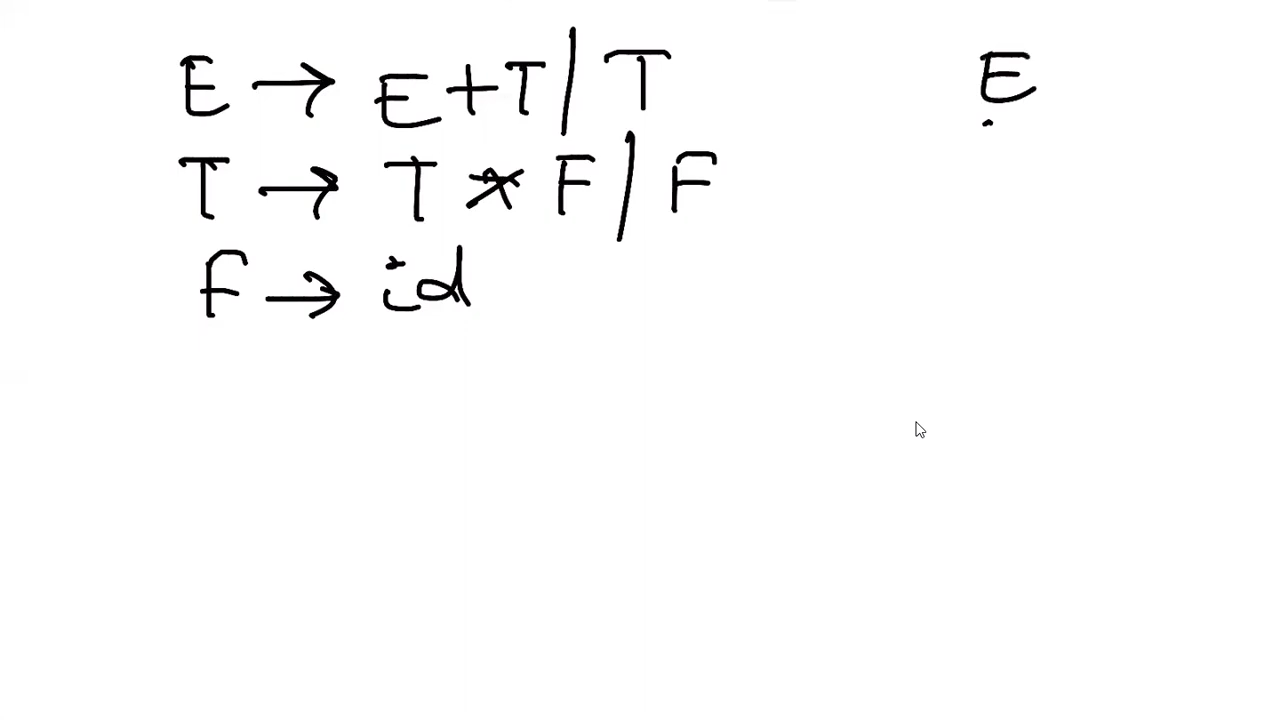 E → E + T / T
T → T * F / F
F → id
E